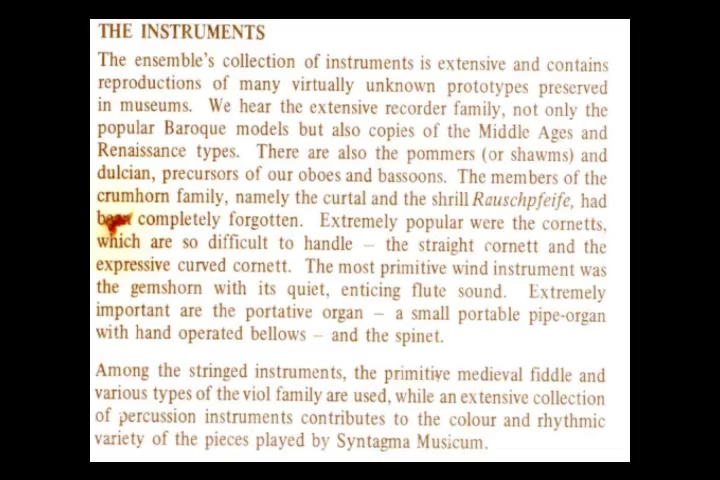 THE INSTRUMENTS
The ensemble's collection of instruments is extensive and contains
reproductions of many virtually unknown prototypes preserved
in museums. We hear the extensive recorder family, not only the
popular Baroque models but also copies of the Middle Ages and
Renaissance types. There are also the pommers (or shawms) and
dulcian, precursors of our oboes and bassoons. The members of the
crumhorn family, namely the curtal and the shrill Rauschpfeife, had
been completely forgotten. Extremely popular were the cornetts,
which are so difficult to handle – the straight cornett and the
expressive curved cornett. The most primitive wind instrument was
the gemshorn with its quiet, enticing flute sound. Extremely
important are the portative organ – a small portable pipe-organ
with hand operated bellows – and the spinet.
Among the stringed instruments, the primitive medieval fiddle and
various types of the viol family are used, while an extensive collection
of percussion instruments contributes to the colour and rhythmic
variety of the pieces played by Syntagma Musicum.